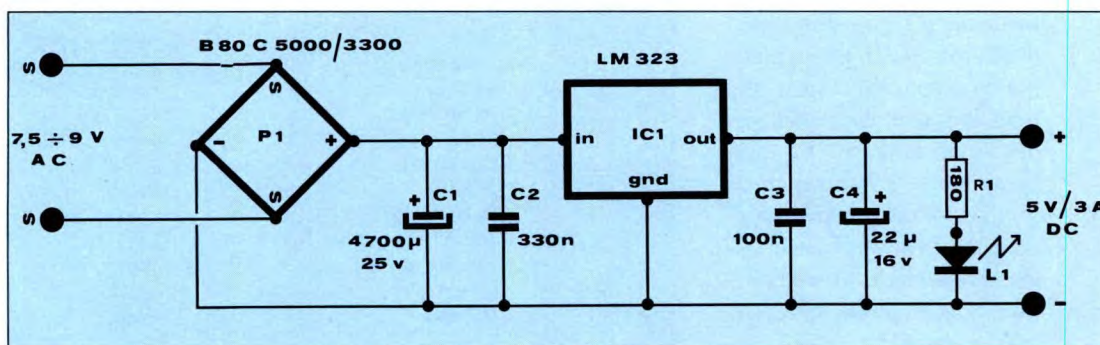 B 80 C 5000/3300
LM 323
S
S
7,5 ÷ 9 V
A C
-
P1
+
S
S
in
IC1
out
gnd
+
C1
4700µ
25 v
C2
330n
C3
100n
C4
+
22 µ
16 v
180
R1
L1
+
5 V/3 A
DC
-